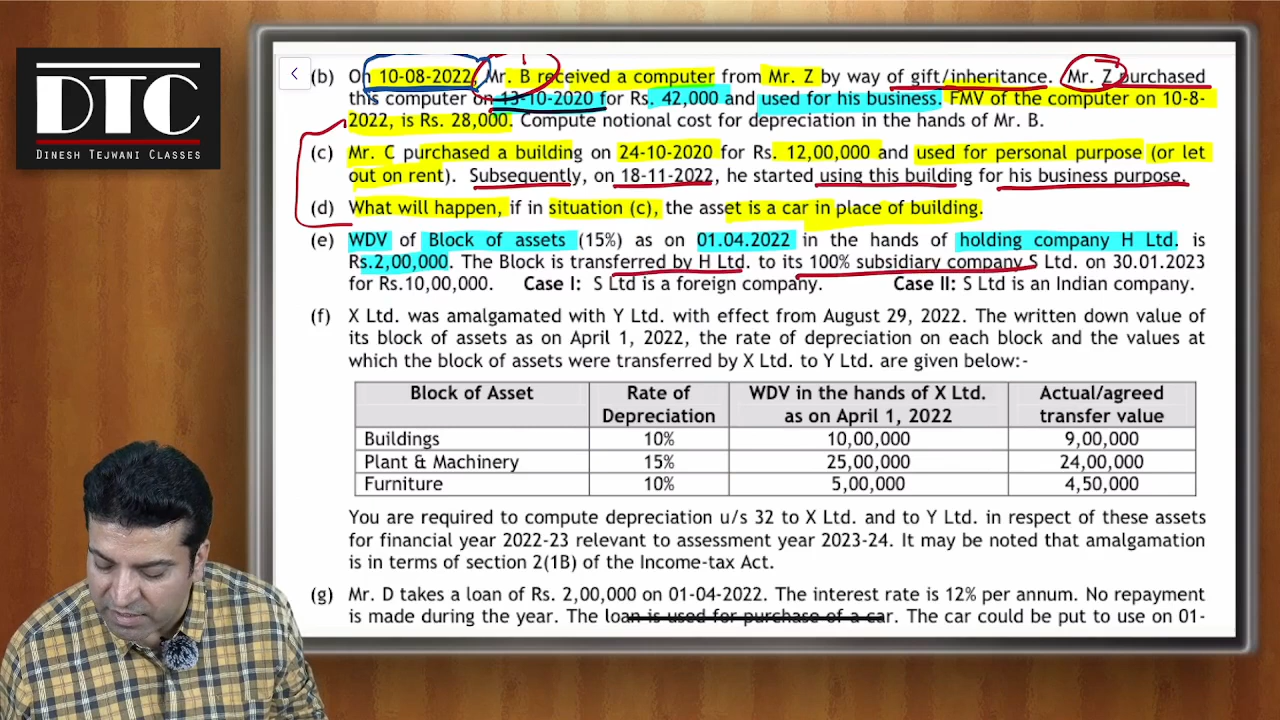 DTC
DINESH TEJWANI CLASSES
(b) On 10-08-2022, Mr. B received a computer from Mr. Z by way of gift/inheritance. Mr. Z purchased
this computer on 13-10-2020 for Rs. 42,000 and used for his business. FMV of the computer on 10-8-
2022, is Rs. 28,000. Compute notional cost for depreciation in the hands of Mr. B.
(c) Mr. C purchased a building on 24-10-2020 for Rs. 12,00,000 and used for personal purpose (or let
out on rent). Subsequently, on 18-11-2022, he started using this building for his business purpose.
(d) What will happen, if in situation (c), the asset is a car in place of building.
(e) WDV of Block of assets (15%) as on 01.04.2022 in the hands of holding company H Ltd. is
Rs.2,00,000. The Block is transferred by H Ltd. to its 100% subsidiary company S Ltd. on 30.01.2023
for Rs.10,00,000. Case I: S Ltd is a foreign company. Case II: S Ltd is an Indian company.
(f) X Ltd. was amalgamated with Y Ltd. with effect from August 29, 2022. The written down value of
its block of assets as on April 1, 2022, the rate of depreciation on each block and the values at
which the block of assets were transferred by X Ltd. to Y Ltd. are given below:-
Block of Asset Rate of Depreciation WDV in the hands of X Ltd. as on April 1, 2022 Actual/agreed transfer value
Buildings 10% 10,00,000 9,00,000
Plant & Machinery 15% 25,00,000 24,00,000
Furniture 10% 5,00,000 4,50,000
You are required to compute depreciation u/s 32 to X Ltd. and to Y Ltd. in respect of these assets
for financial year 2022-23 relevant to assessment year 2023-24. It may be noted that amalgamation
is in terms of section 2(1B) of the Income-tax Act.
(g) Mr. D takes a loan of Rs. 2,00,000 on 01-04-2022. The interest rate is 12% per annum. No repayment
is made during the year. The loan is used for purchase of a car. The car could be put to use on 01-